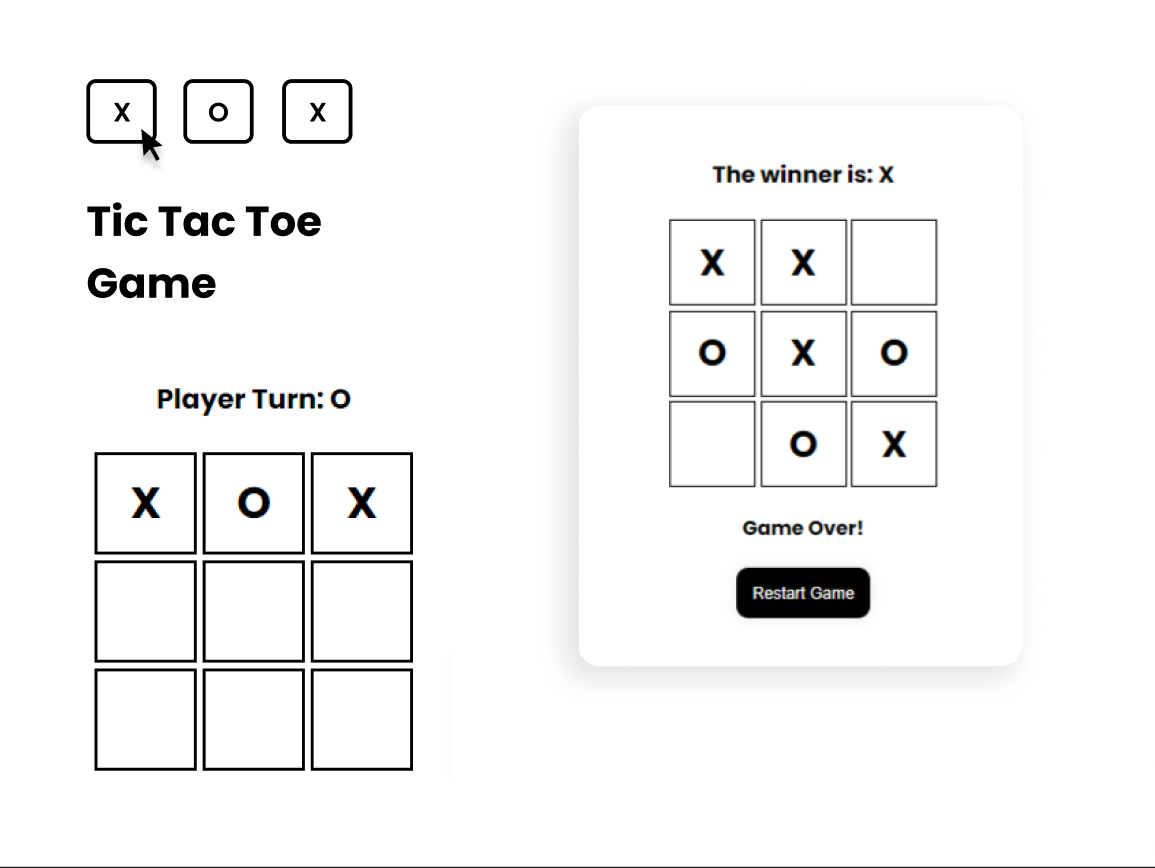 X O X
Tic Tac Toe
Game
Player Turn: O
X O X
The winner is: X
X X
O X O
O X
Game Over!
Restart Game